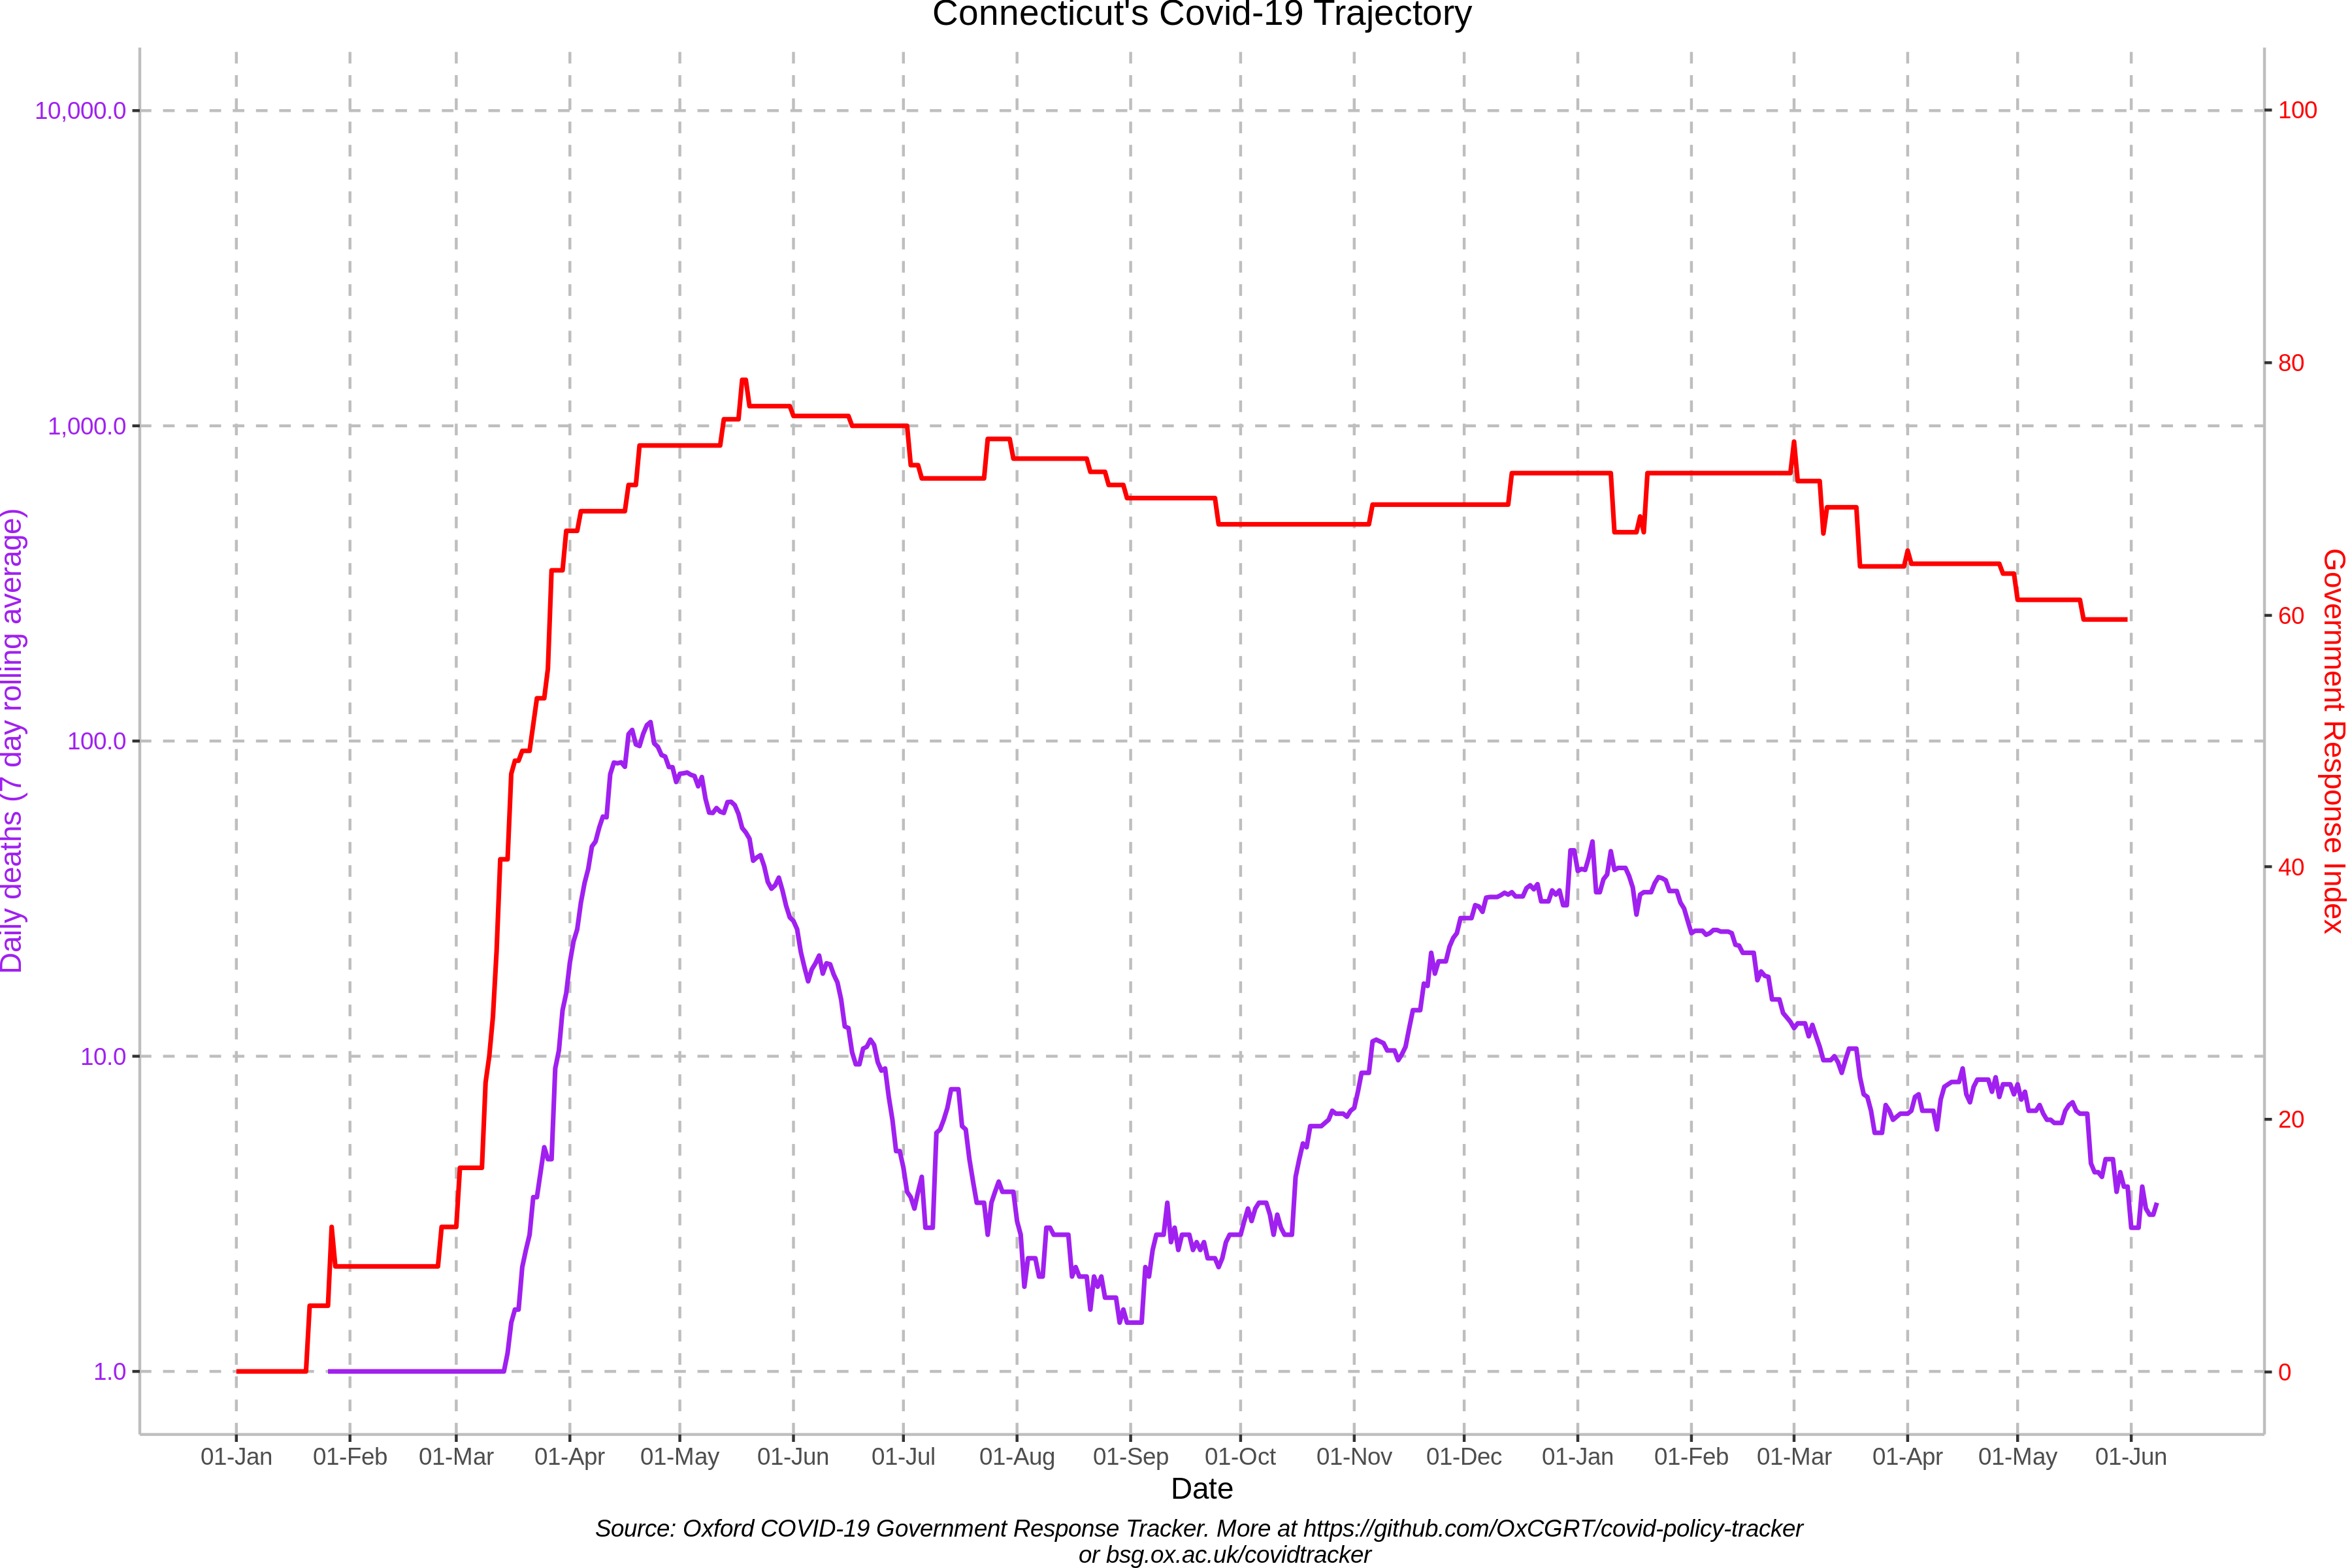 Connecticut's Covid-19 Trajectory
Daily deaths (7 day rolling average)
10,000.0
1,000.0
100.0
10.0
1.0
100
80
60
40
20
0
Government Response Index
01-Jan 01-Feb 01-Mar 01-Apr 01-May 01-Jun 01-Jul 01-Aug 01-Sep 01-Oct 01-Nov 01-Dec 01-Jan 01-Feb 01-Mar 01-Apr 01-May 01-Jun
Date
Source: Oxford COVID-19 Government Response Tracker. More at https://github.com/OxCGRT/covid-policy-tracker
or bsg.ox.ac.uk/covidtracker